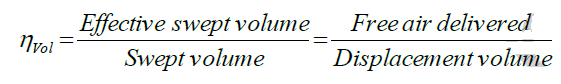 η_Vol = Effective swept volume / Swept volume = Free air delivered / Displacement volume